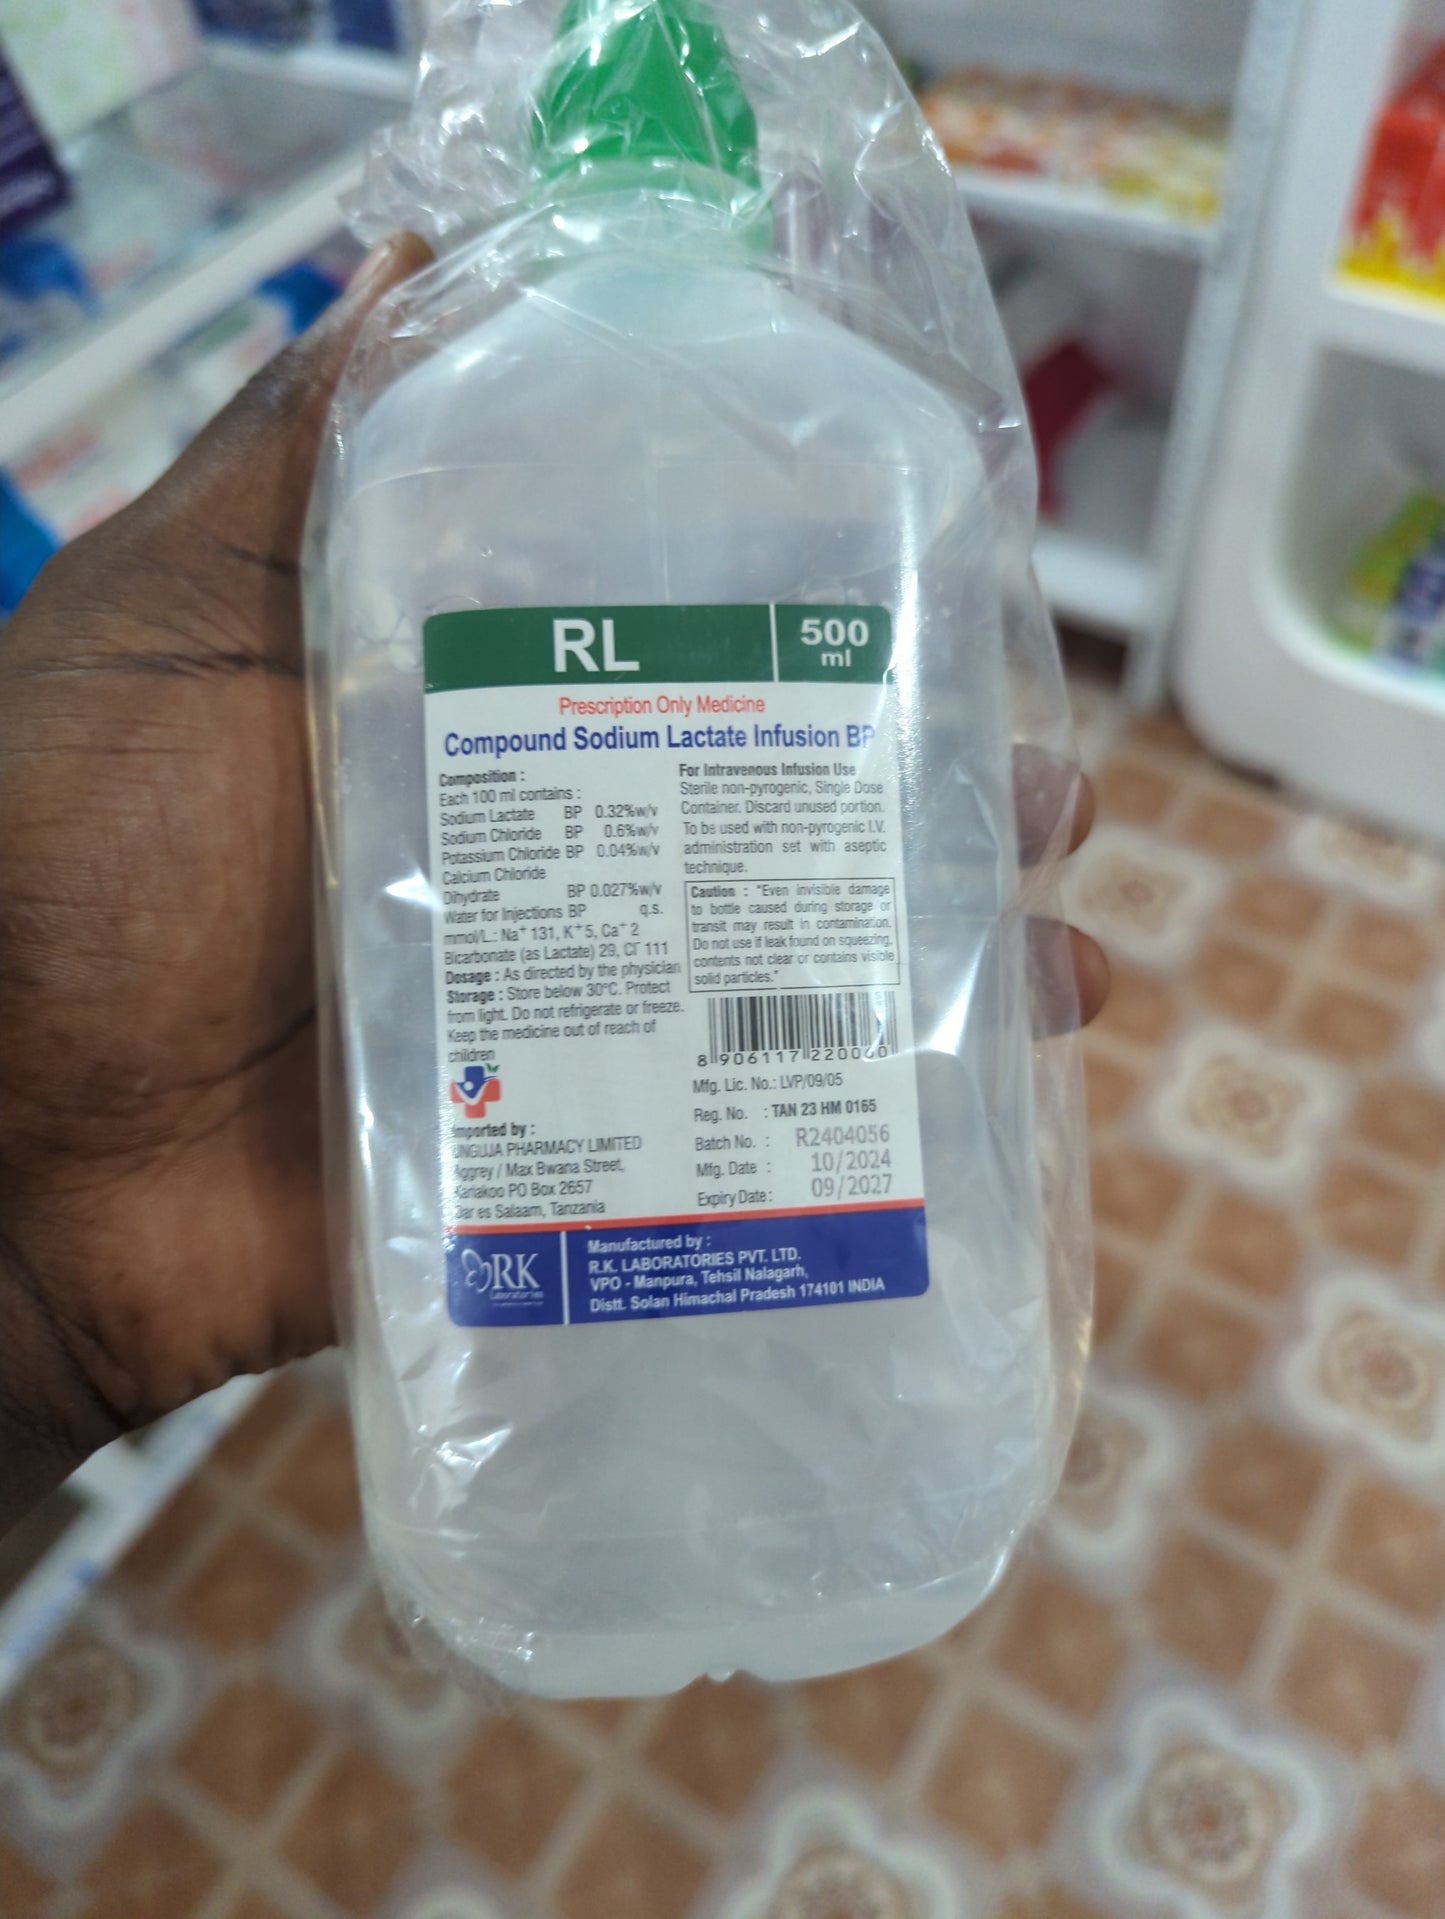 RL
500
ml
Prescription Only Medicine
Compound Sodium Lactate Infusion BP
Composition :
Each 100 ml contains :
Sodium Lactate BP 0.32%w/v
Sodium Chloride BP 0.6%w/v
Potassium Chloride BP 0.04%w/v
Calcium Chloride
Dihydrate BP 0.027%w/v
Water for Injections BP q.s.
mmol/L.: Na⁺ 131, K⁺5, Ca⁺ 2
Bicarbonate (as Lactate) 29, Cl⁻ 111
Dosage : As directed by the physician
Storage : Store below 30°C. Protect
from light. Do not refrigerate or freeze.
Keep the medicine out of reach of
children
For Intravenous Infusion Use
Sterile non-pyrogenic, Single Dose
Container. Discard unused portion.
To be used with non-pyrogenic I.V.
administration set with aseptic
technique.
Caution : "Even invisible damage
to bottle caused during storage or
transit may result in contamination.
Do not use if leak found on squeezing,
contents not clear or contains visible
solid particles."
8 906117 220060
Imported by :
UNGUJA PHARMACY LIMITED
Aggrey / Max Bwana Street,
Kariakoo PO Box 2657
Dar es Salaam, Tanzania
Mfg. Lic. No.: LVP/09/05
Reg. No. : TAN 23 HM 0165
Batch No. : R2404056
Mfg. Date : 10/2024
Expiry Date : 09/2027
RK
Laboratories
Manufactured by :
R.K. LABORATORIES PVT. LTD.
VPO - Manpura, Tehsil Nalagarh,
Distt. Solan Himachal Pradesh 174101 INDIA